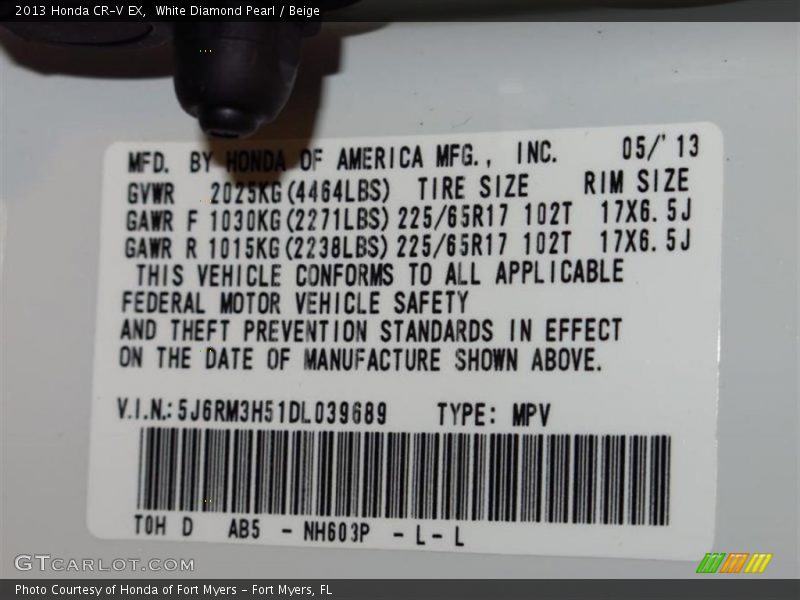 2013 Honda CR-V EX, White Diamond Pearl / Beige
MFD. BY HONDA OF AMERICA MFG., INC. 05/'13
GVWR 2025KG(4464LBS) TIRE SIZE RIM SIZE
GAWR F 1030KG(2271LBS) 225/65R17 102T 17X6.5J
GAWR R 1015KG(2238LBS) 225/65R17 102T 17X6.5J
THIS VEHICLE CONFORMS TO ALL APPLICABLE
FEDERAL MOTOR VEHICLE SAFETY
AND THEFT PREVENTION STANDARDS IN EFFECT
ON THE DATE OF MANUFACTURE SHOWN ABOVE.
V.I.N.: 5J6RM3H51DL039689 TYPE: MPV
T0H D AB5 - NH603P - L- L
GTCARLOT.COM
Photo Courtesy of Honda of Fort Myers - Fort Myers, FL